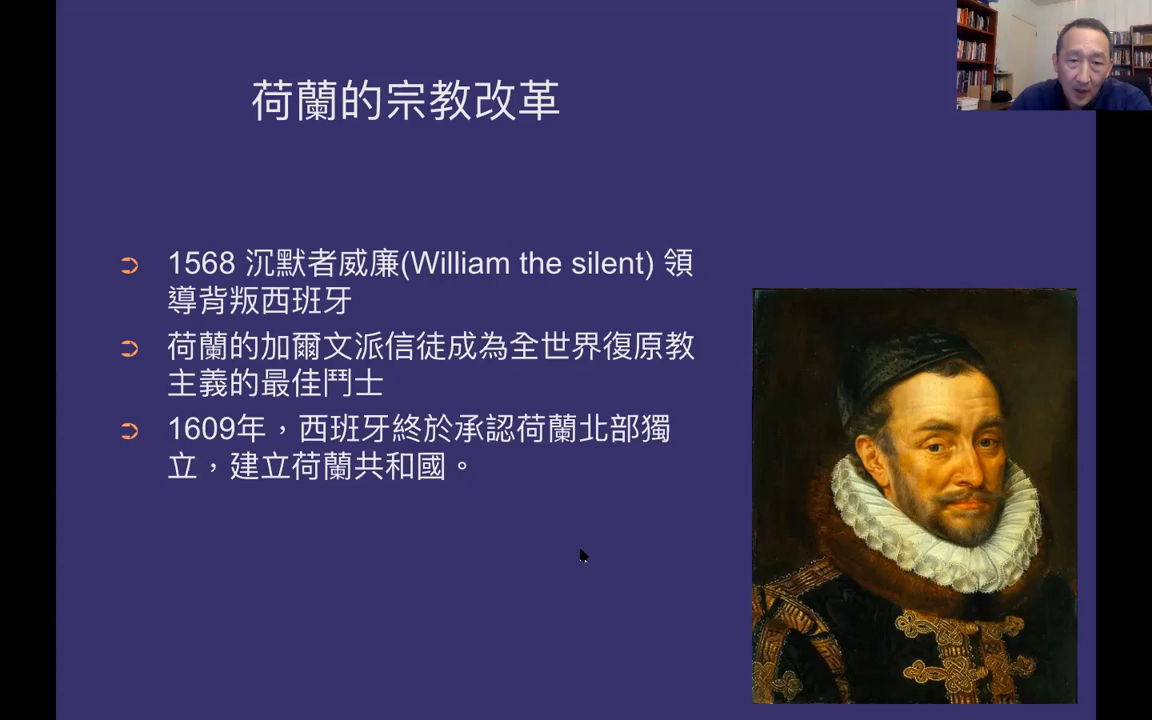 荷蘭的宗教改革
1568 沉默者威廉(William the silent) 領
導背叛西班牙
荷蘭的加爾文派信徒成為全世界復原教
主義的最佳鬥士
1609年，西班牙終於承認荷蘭北部獨
立，建立荷蘭共和國。